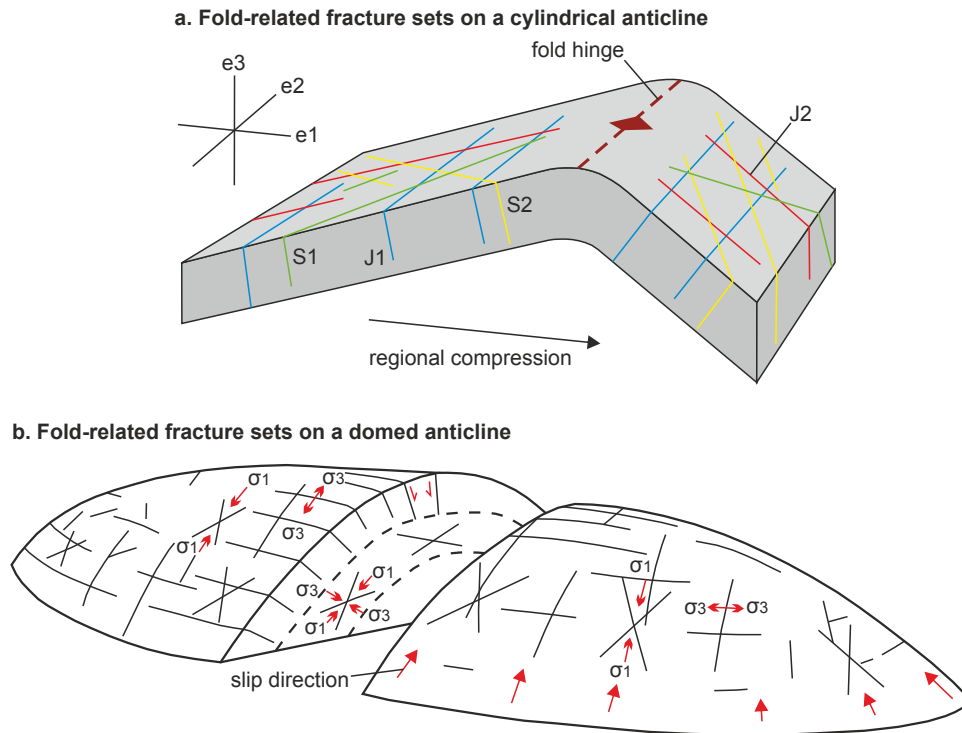 a. Fold-related fracture sets on a cylindrical anticline
fold hinge
e3
e2
e1
J2
S2
S1
J1
regional compression
b. Fold-related fracture sets on a domed anticline
σ1
σ3
σ3
σ1
σ1
σ3
σ1
σ3
σ1
σ3
σ3
σ1
slip direction